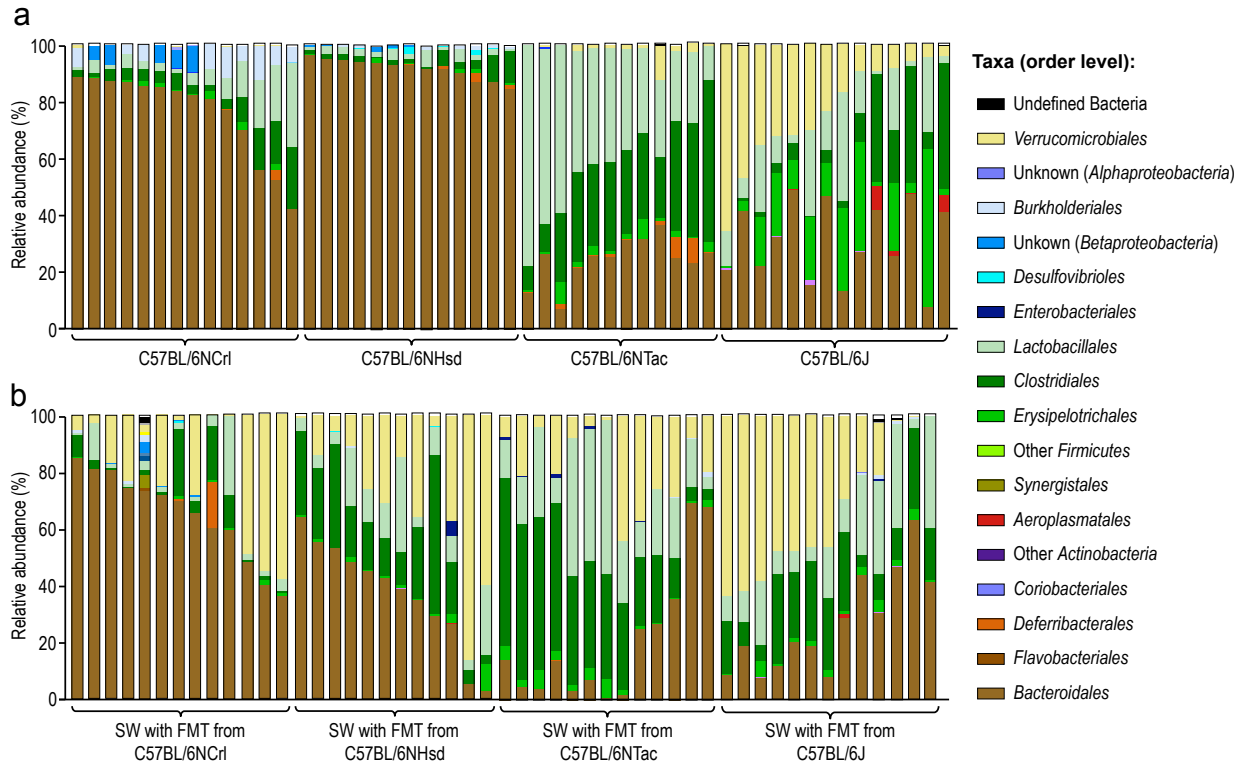 a
Relative abundance (%)
100
80
60
40
20
0
C57BL/6NCrl
C57BL/6NHsd
C57BL/6NTac
C57BL/6J
b
Relative abundance (%)
100
80
60
40
20
0
SW with FMT from
C57BL/6NCrl
SW with FMT from
C57BL/6NHsd
SW with FMT from
C57BL/6NTac
SW with FMT from
C57BL/6J
Taxa (order level):
Undefined Bacteria
Verrucomicrobiales
Unknown (Alphaproteobacteria)
Burkholderiales
Unkown (Betaproteobacteria)
Desulfovibrioles
Enterobacteriales
Lactobacillales
Clostridiales
Erysipelotrichales
Other Firmicutes
Synergistales
Aeroplasmatales
Other Actinobacteria
Coriobacteriales
Deferribacterales
Flavobacteriales
Bacteroidales